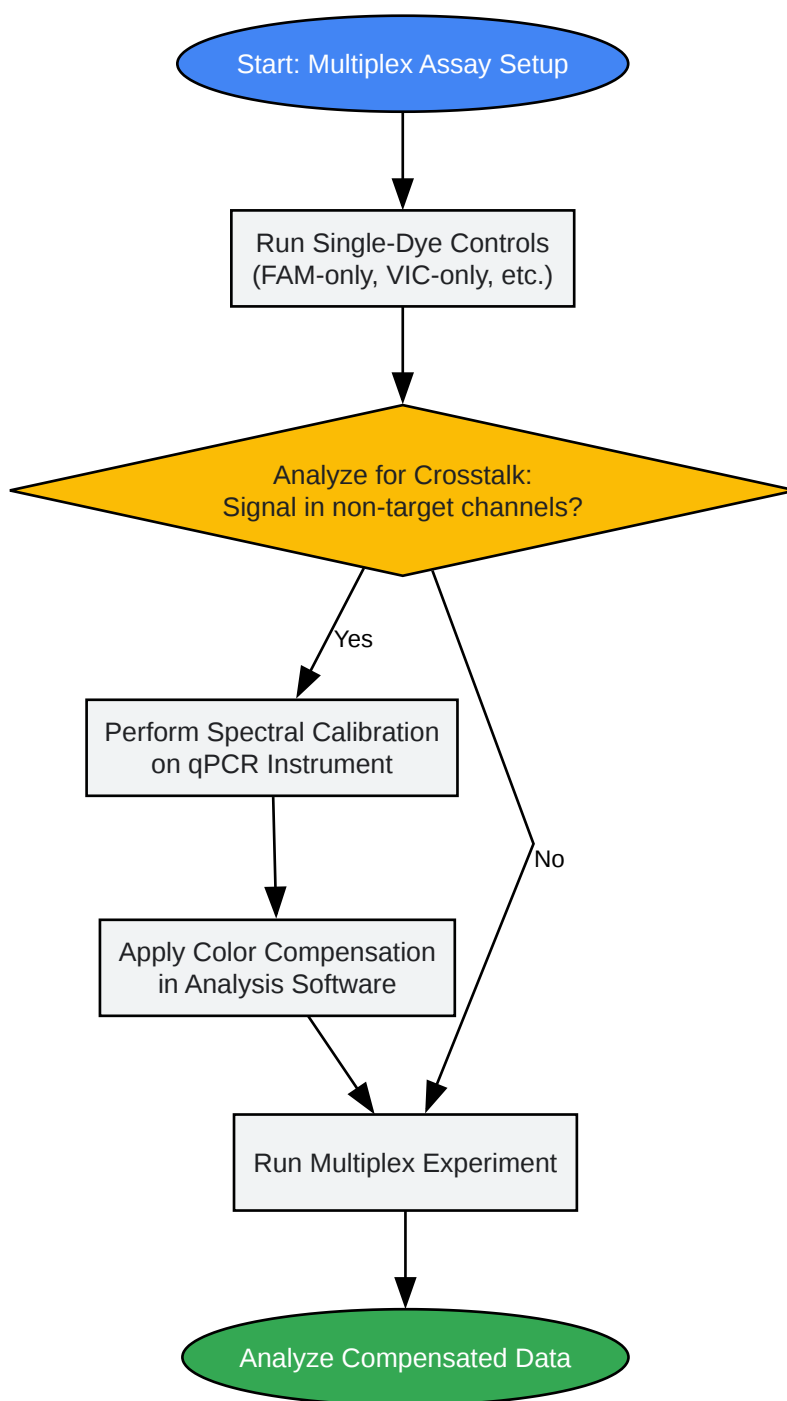 Start: Multiplex Assay Setup
Run Single-Dye Controls
(FAM-only, VIC-only, etc.)
Analyze for Crosstalk:
Signal in non-target channels?
Yes
Perform Spectral Calibration
on qPCR Instrument
No
Apply Color Compensation
in Analysis Software
Run Multiplex Experiment
Analyze Compensated Data